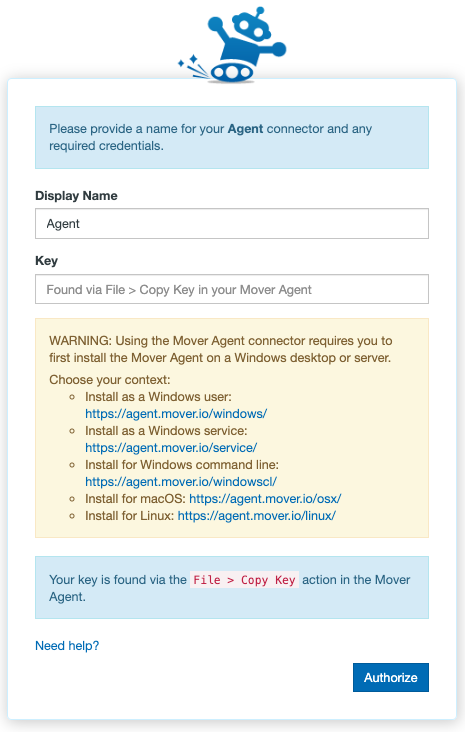 Please provide a name for your Agent connector and any
required credentials.
Display Name
Agent
Key
Found via File > Copy Key in your Mover Agent
WARNING: Using the Mover Agent connector requires you to
first install the Mover Agent on a Windows desktop or server.
Choose your context:
Install as a Windows user:
https://agent.mover.io/windows/
Install as a Windows service:
https://agent.mover.io/service/
Install for Windows command line:
https://agent.mover.io/windowscl/
Install for macOS: https://agent.mover.io/osx/
Install for Linux: https://agent.mover.io/linux/
Your key is found via the File > Copy Key action in the Mover
Agent.
Need help?
Authorize